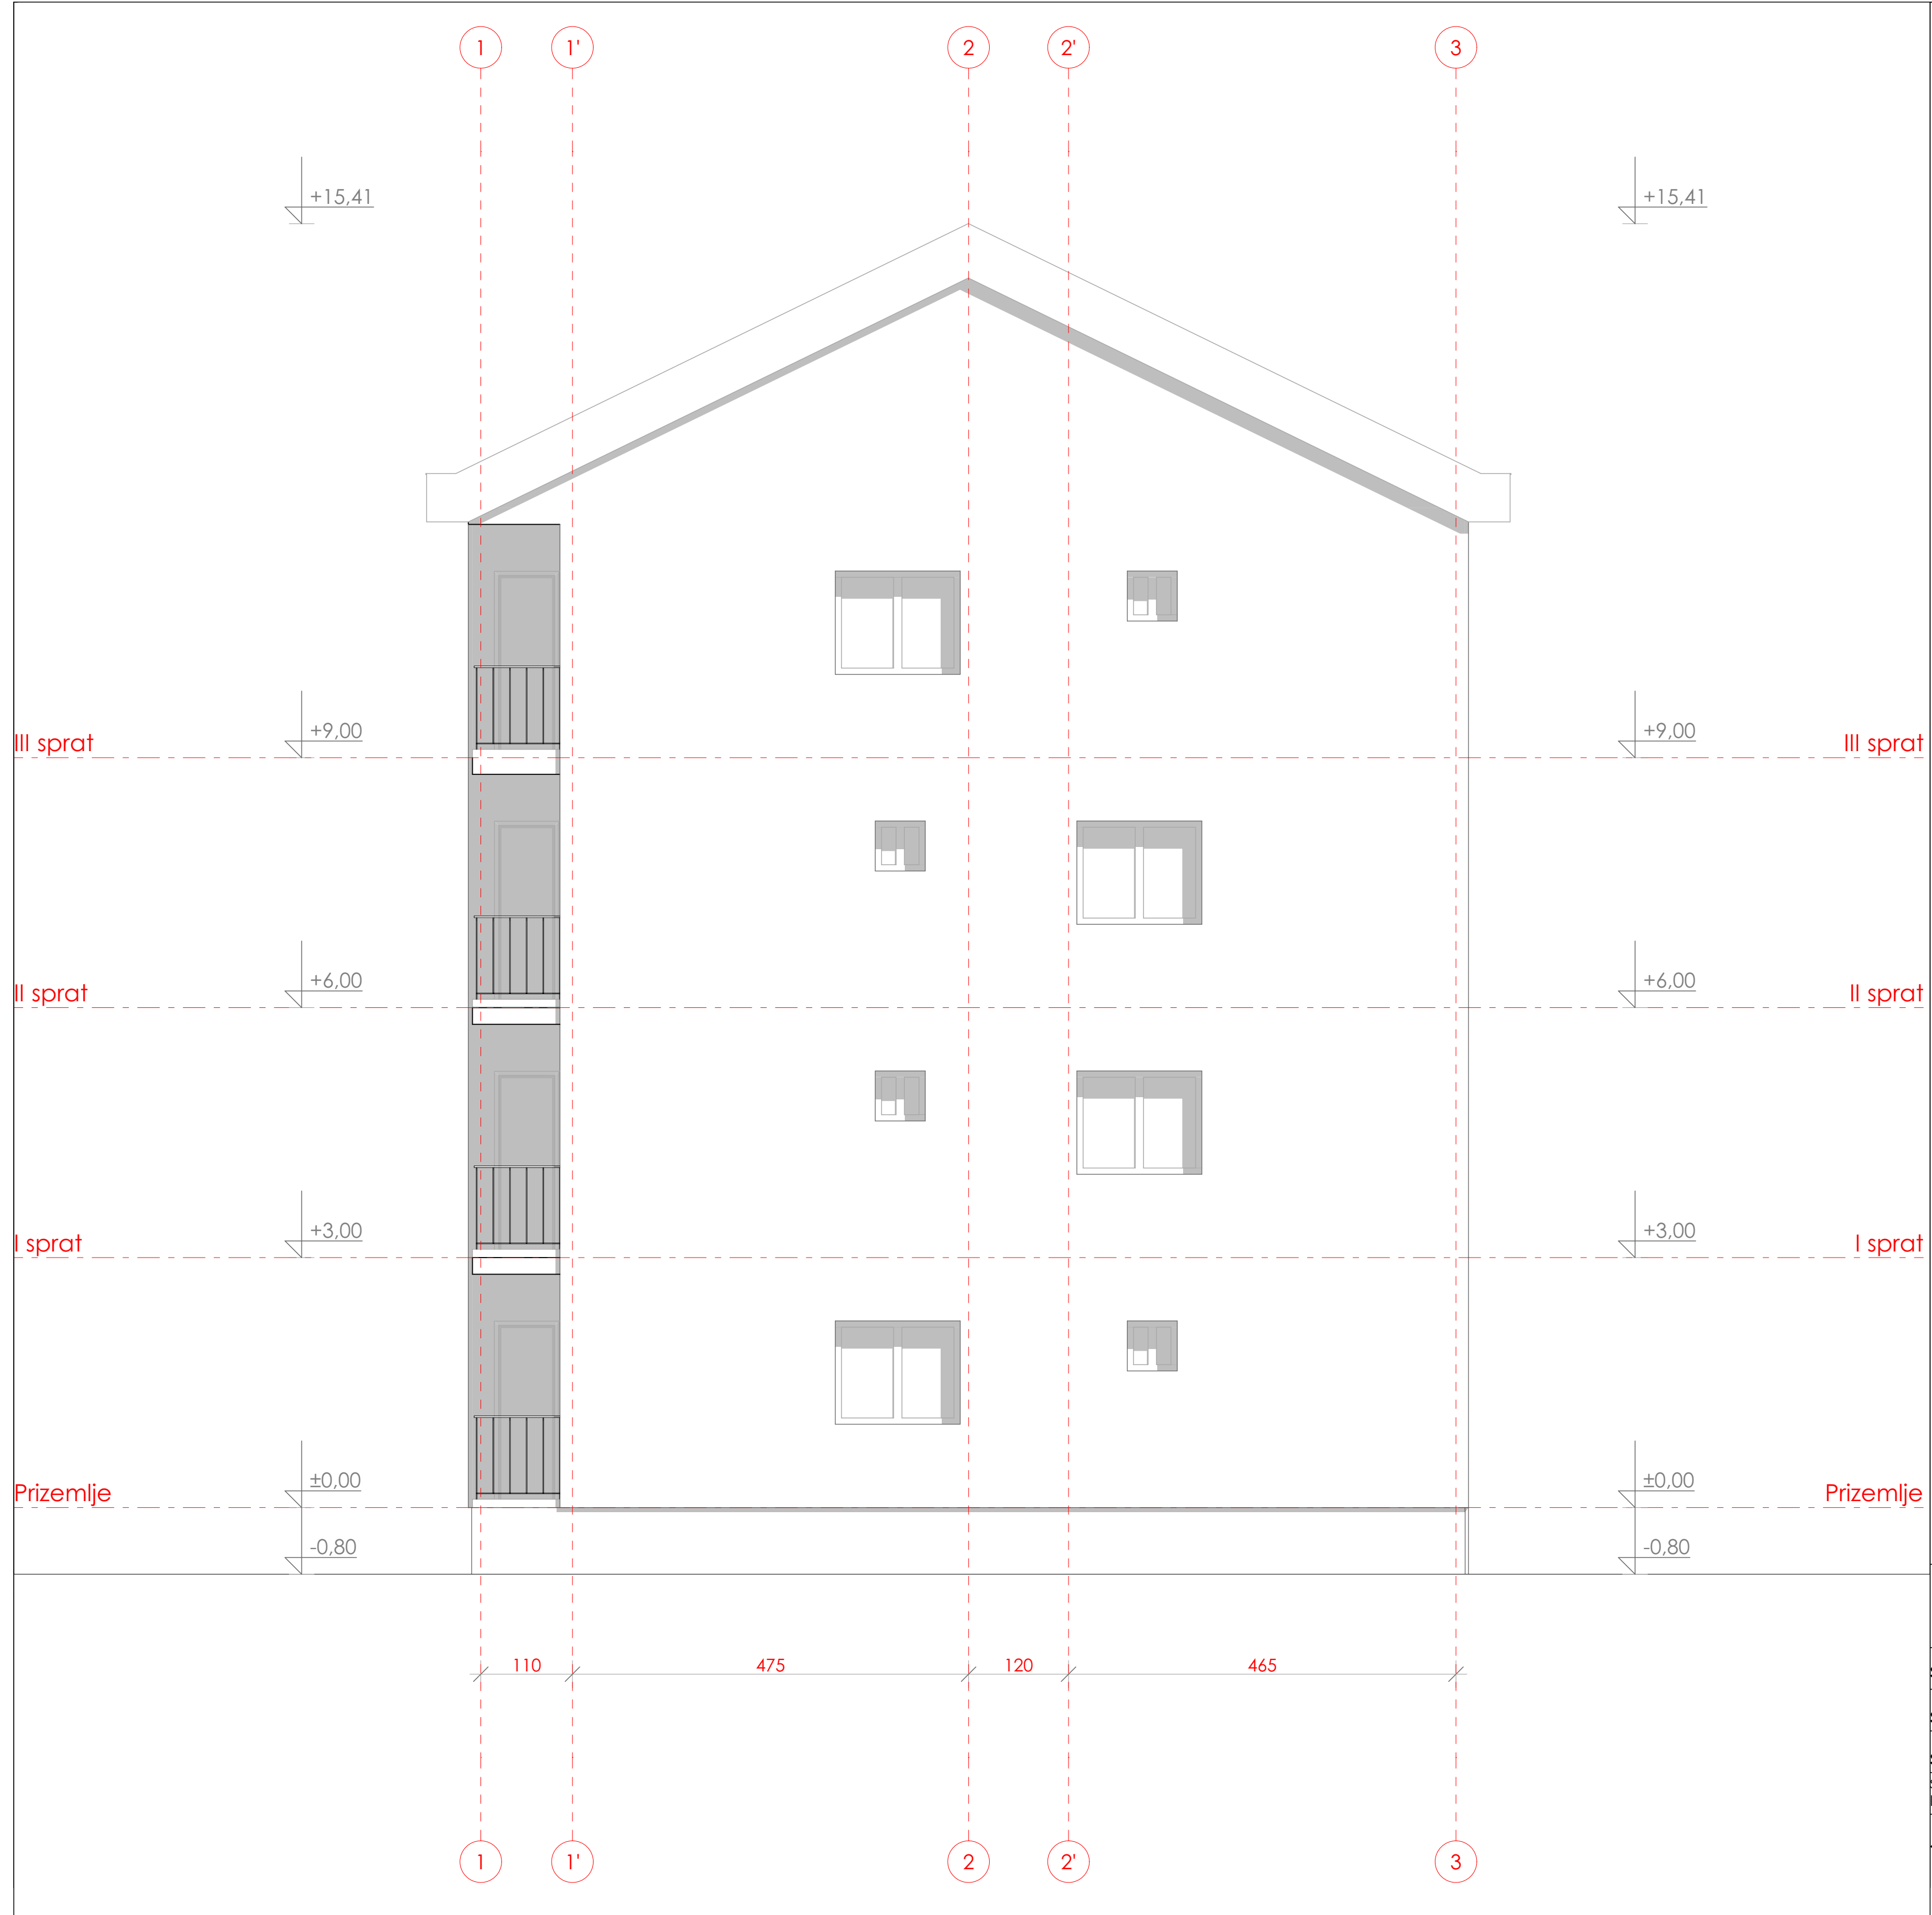 1 1' 2 2' 3
+15,41 +15,41
III sprat +9,00 +9,00 III sprat
II sprat +6,00 +6,00 II sprat
I sprat +3,00 +3,00 I sprat
Prizemlje ±0,00 ±0,00 Prizemlje
-0,80 -0,80
110 475 120 465
1 1' 2 2' 3